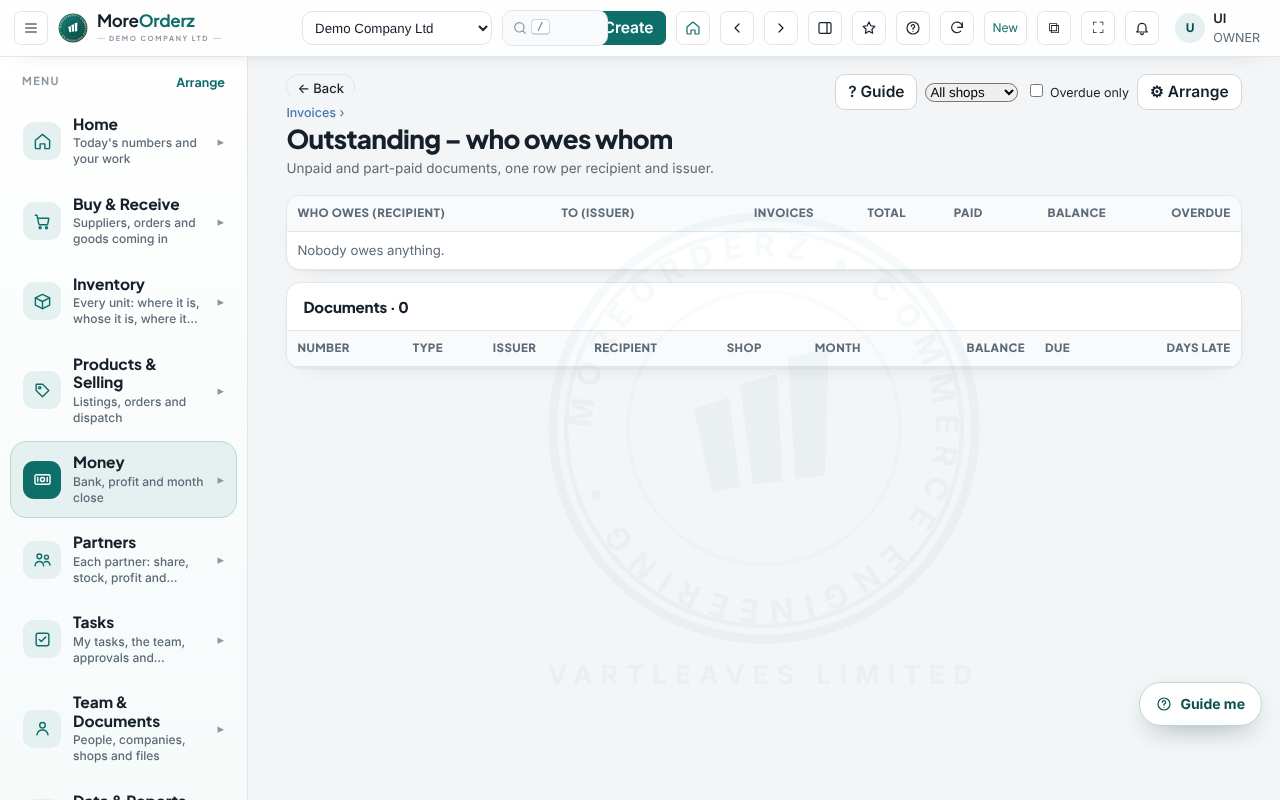 MoreOrderz
— DEMO COMPANY LTD —
Demo Company Ltd
/
Create
New
U
UI
OWNER
MENU
Arrange
Home
Today's numbers and
your work
Buy & Receive
Suppliers, orders and
goods coming in
Inventory
Every unit: where it is,
whose it is, where it...
Products &
Selling
Listings, orders and
dispatch
Money
Bank, profit and month
close
Partners
Each partner: share,
stock, profit and...
Tasks
My tasks, the team,
approvals and...
Team &
Documents
People, companies,
shops and files
Data & Reports
← Back
Invoices ›
Outstanding – who owes whom
Unpaid and part-paid documents, one row per recipient and issuer.
? Guide
All shops
Overdue only
⚙ Arrange
WHO OWES (RECIPIENT) TO (ISSUER) INVOICES TOTAL PAID BALANCE OVERDUE
Nobody owes anything.
Documents · 0
NUMBER TYPE ISSUER RECIPIENT SHOP MONTH BALANCE DUE DAYS LATE
MOREORDERZ • COMMERCE ENGINEERING •
VARTLEAVES LIMITED
Guide me